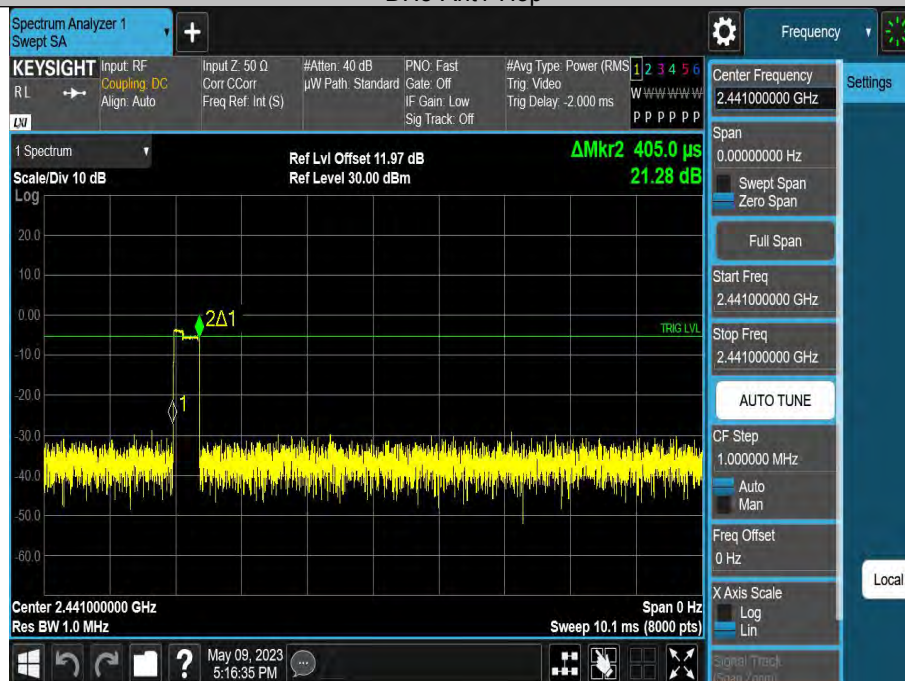 Spectrum Analyzer 1
Swept SA
+
Frequency
KEYSIGHT
RL
LXI
Input: RF
Coupling: DC
Align: Auto
Input Z: 50 Ω
Corr CCorr
Freq Ref: Int (S)
#Atten: 40 dB
µW Path: Standard
PNO: Fast
Gate: Off
IF Gain: Low
Sig Track: Off
#Avg Type: Power (RMS
Trig: Video
Trig Delay: -2.000 ms
1 2 3 4 5 6
W W W W W W
P P P P P P
Center Frequency
2.441000000 GHz
Settings
1 Spectrum
Scale/Div 10 dB
Log
Ref Lvl Offset 11.97 dB
Ref Level 30.00 dBm
ΔMkr2 405.0 µs
21.28 dB
Span
0.00000000 Hz
Swept Span
Zero Span
Full Span
Start Freq
2.441000000 GHz
Stop Freq
2.441000000 GHz
AUTO TUNE
CF Step
1.000000 MHz
Auto
Man
Freq Offset
0 Hz
X Axis Scale
Log
Lin
Signal Track
(Span Zoom)
Local
20.0
10.0
0.00
-10.0
-20.0
-30.0
-40.0
-50.0
-60.0
2Δ1
1
TRIG LVL
Center 2.441000000 GHz
Res BW 1.0 MHz
Span 0 Hz
Sweep 10.1 ms (8000 pts)
?
May 09, 2023
5:16:35 PM